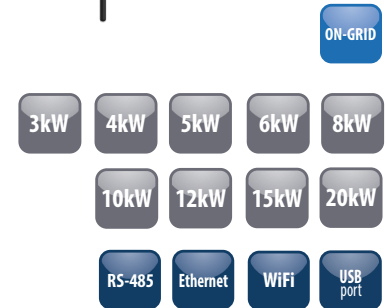 ON-GRID
3kW 4kW 5kW 6kW 8kW
10kW 12kW 15kW 20kW
RS-485 Ethernet WiFi USB
port